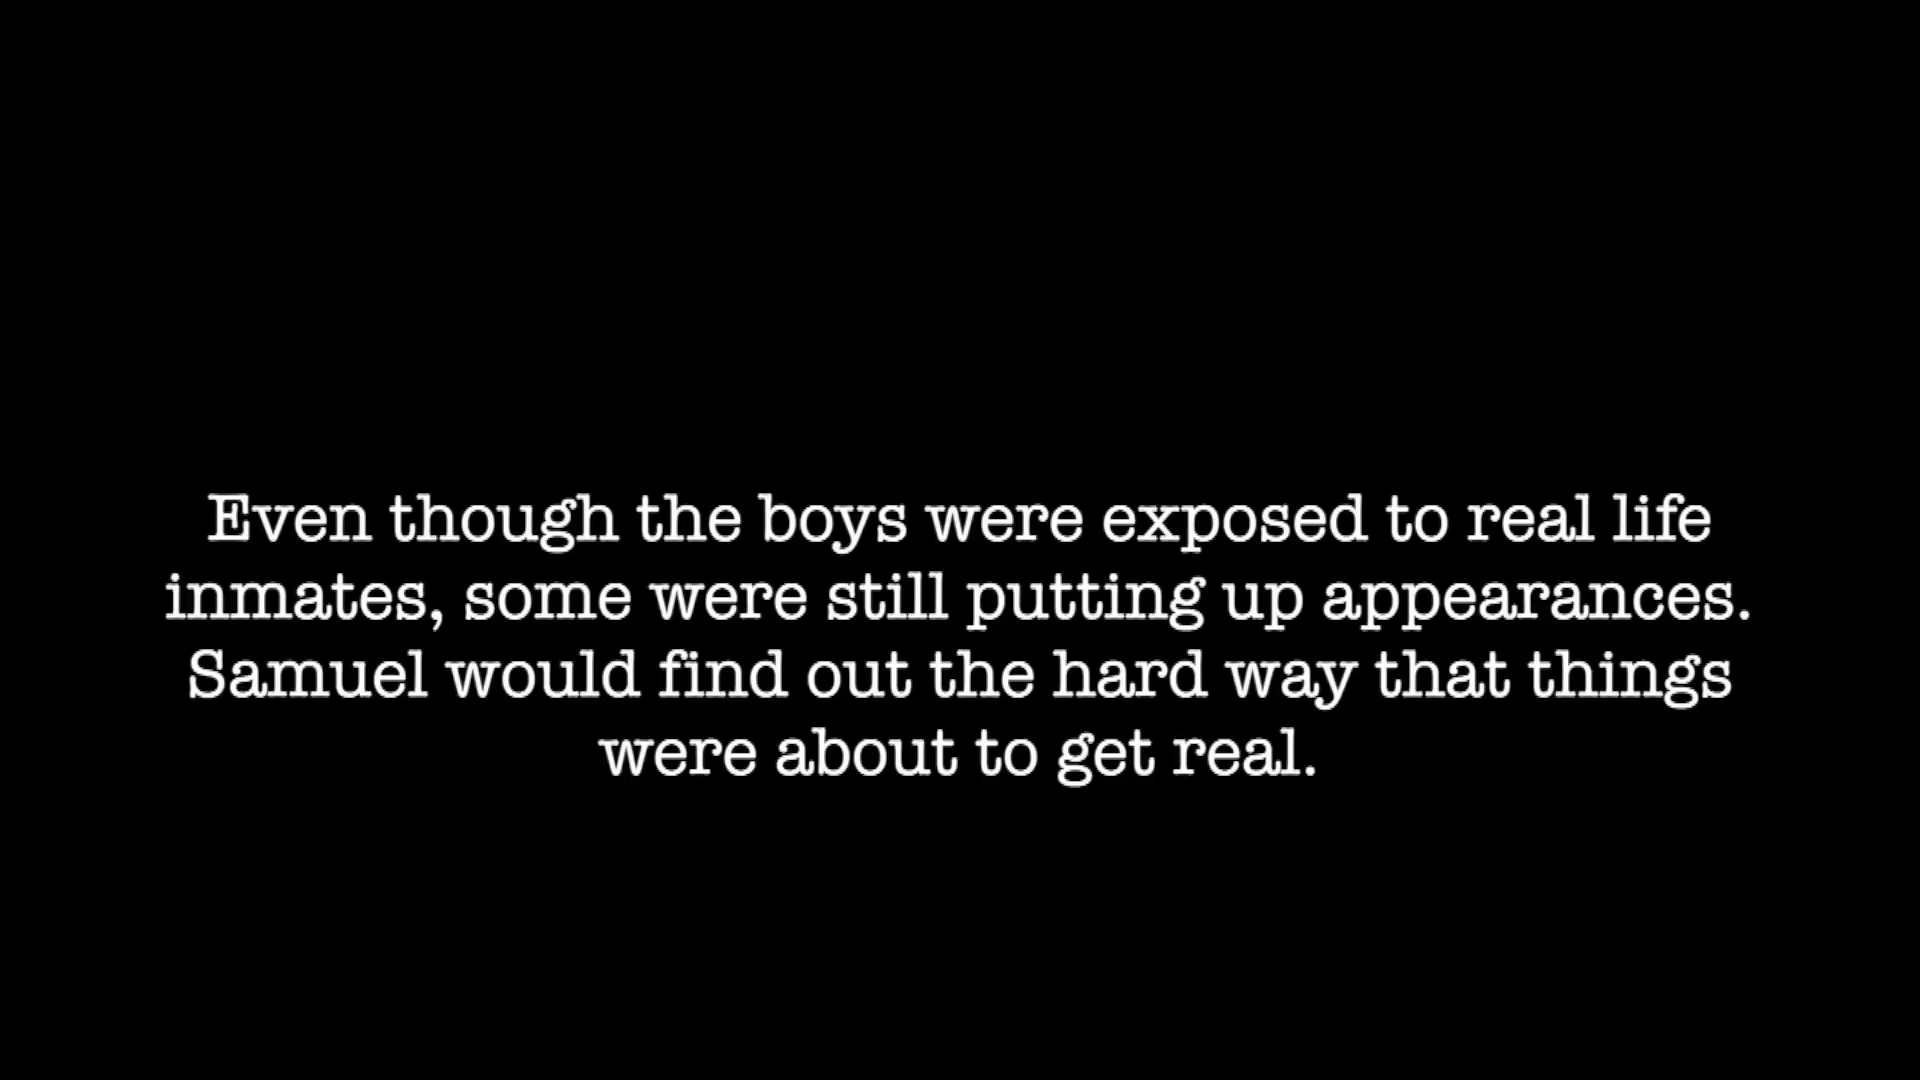 Even though the boys were exposed to real life
inmates, some were still putting up appearances.
Samuel would find out the hard way that things
were about to get real.